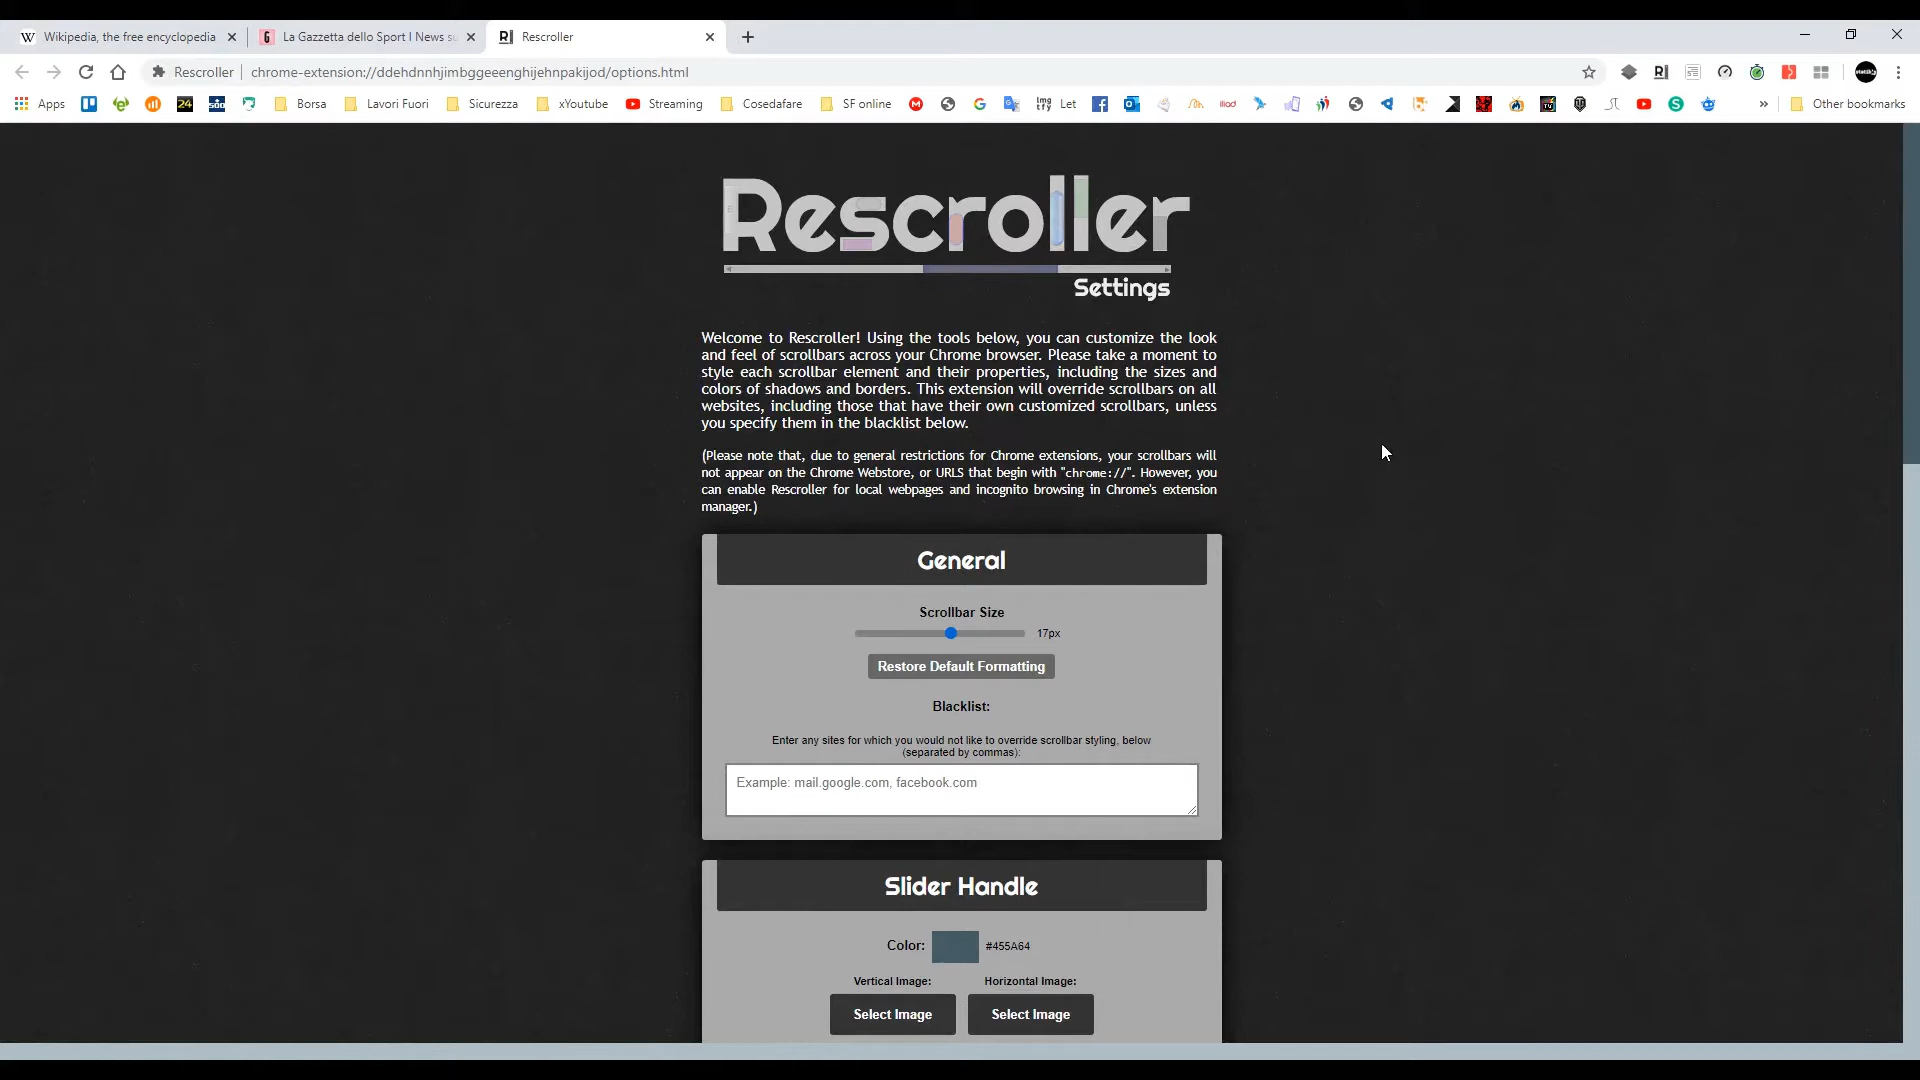 Wikipedia, the free encyclopedia
La Gazzetta dello Sport | News su
Rescroller
Rescroller
chrome-extension://ddehdnnhjimbggeeenghijehnpakijod/options.html
Apps
Borsa
Lavori Fuori
Sicurezza
xYoutube
Streaming
Cosedafare
SF online
Let
Other bookmarks
Rescroller
Settings
Welcome to Rescroller! Using the tools below, you can customize the look
and feel of scrollbars across your Chrome browser. Please take a moment to
style each scrollbar element and their properties, including the sizes and
colors of shadows and borders. This extension will override scrollbars on all
websites, including those that have their own customized scrollbars, unless
you specify them in the blacklist below.
(Please note that, due to general restrictions for Chrome extensions, your scrollbars will
not appear on the Chrome Webstore, or URLS that begin with "chrome://". However, you
can enable Rescroller for local webpages and incognito browsing in Chrome's extension
manager.)
General
Scrollbar Size
17px
Restore Default Formatting
Blacklist:
Enter any sites for which you would not like to override scrollbar styling, below
(separated by commas):
Example: mail.google.com, facebook.com
Slider Handle
Color: #455A64
Vertical Image: Horizontal Image:
Select Image Select Image